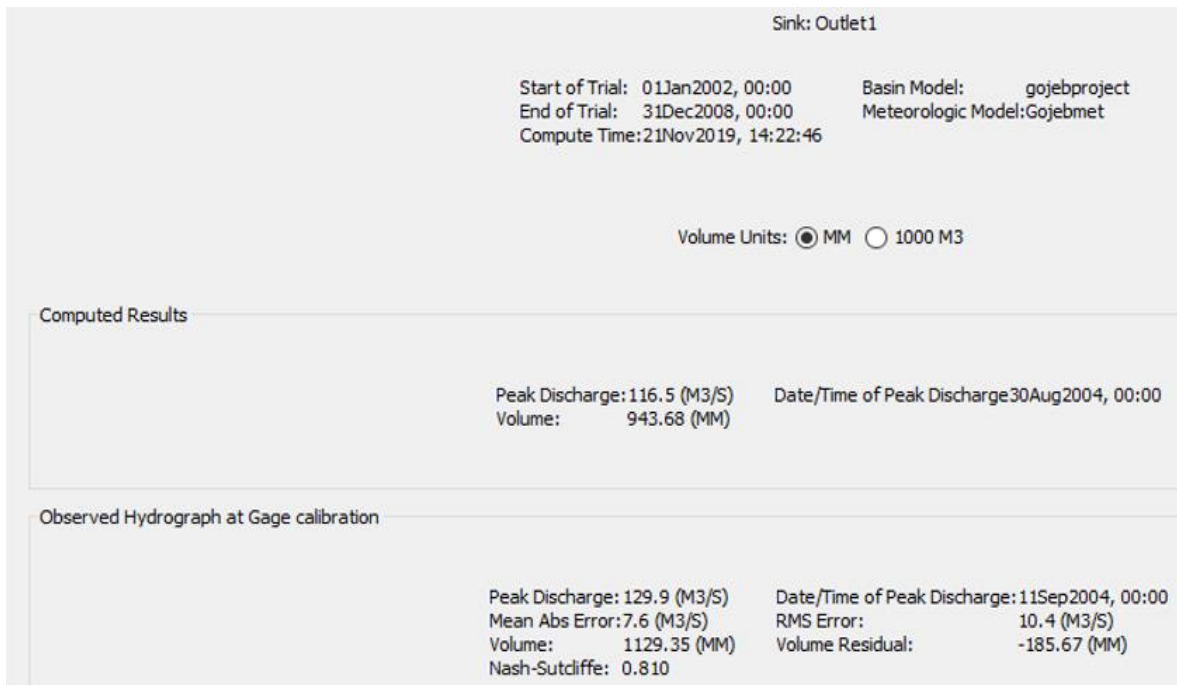 Sink: Outlet1
Start of Trial: 01Jan2002, 00:00 Basin Model: gojebproject
End of Trial: 31Dec2008, 00:00 Meteorologic Model:Gojebmet
Compute Time:21Nov2019, 14:22:46
Volume Units: MM 1000 M3
Computed Results
Peak Discharge:116.5 (M3/S) Date/Time of Peak Discharge30Aug2004, 00:00
Volume: 943.68 (MM)
Observed Hydrograph at Gage calibration
Peak Discharge: 129.9 (M3/S) Date/Time of Peak Discharge:11Sep2004, 00:00
Mean Abs Error:7.6 (M3/S) RMS Error: 10.4 (M3/S)
Volume: 1129.35 (MM) Volume Residual: -185.67 (MM)
Nash-Sutcliffe: 0.810